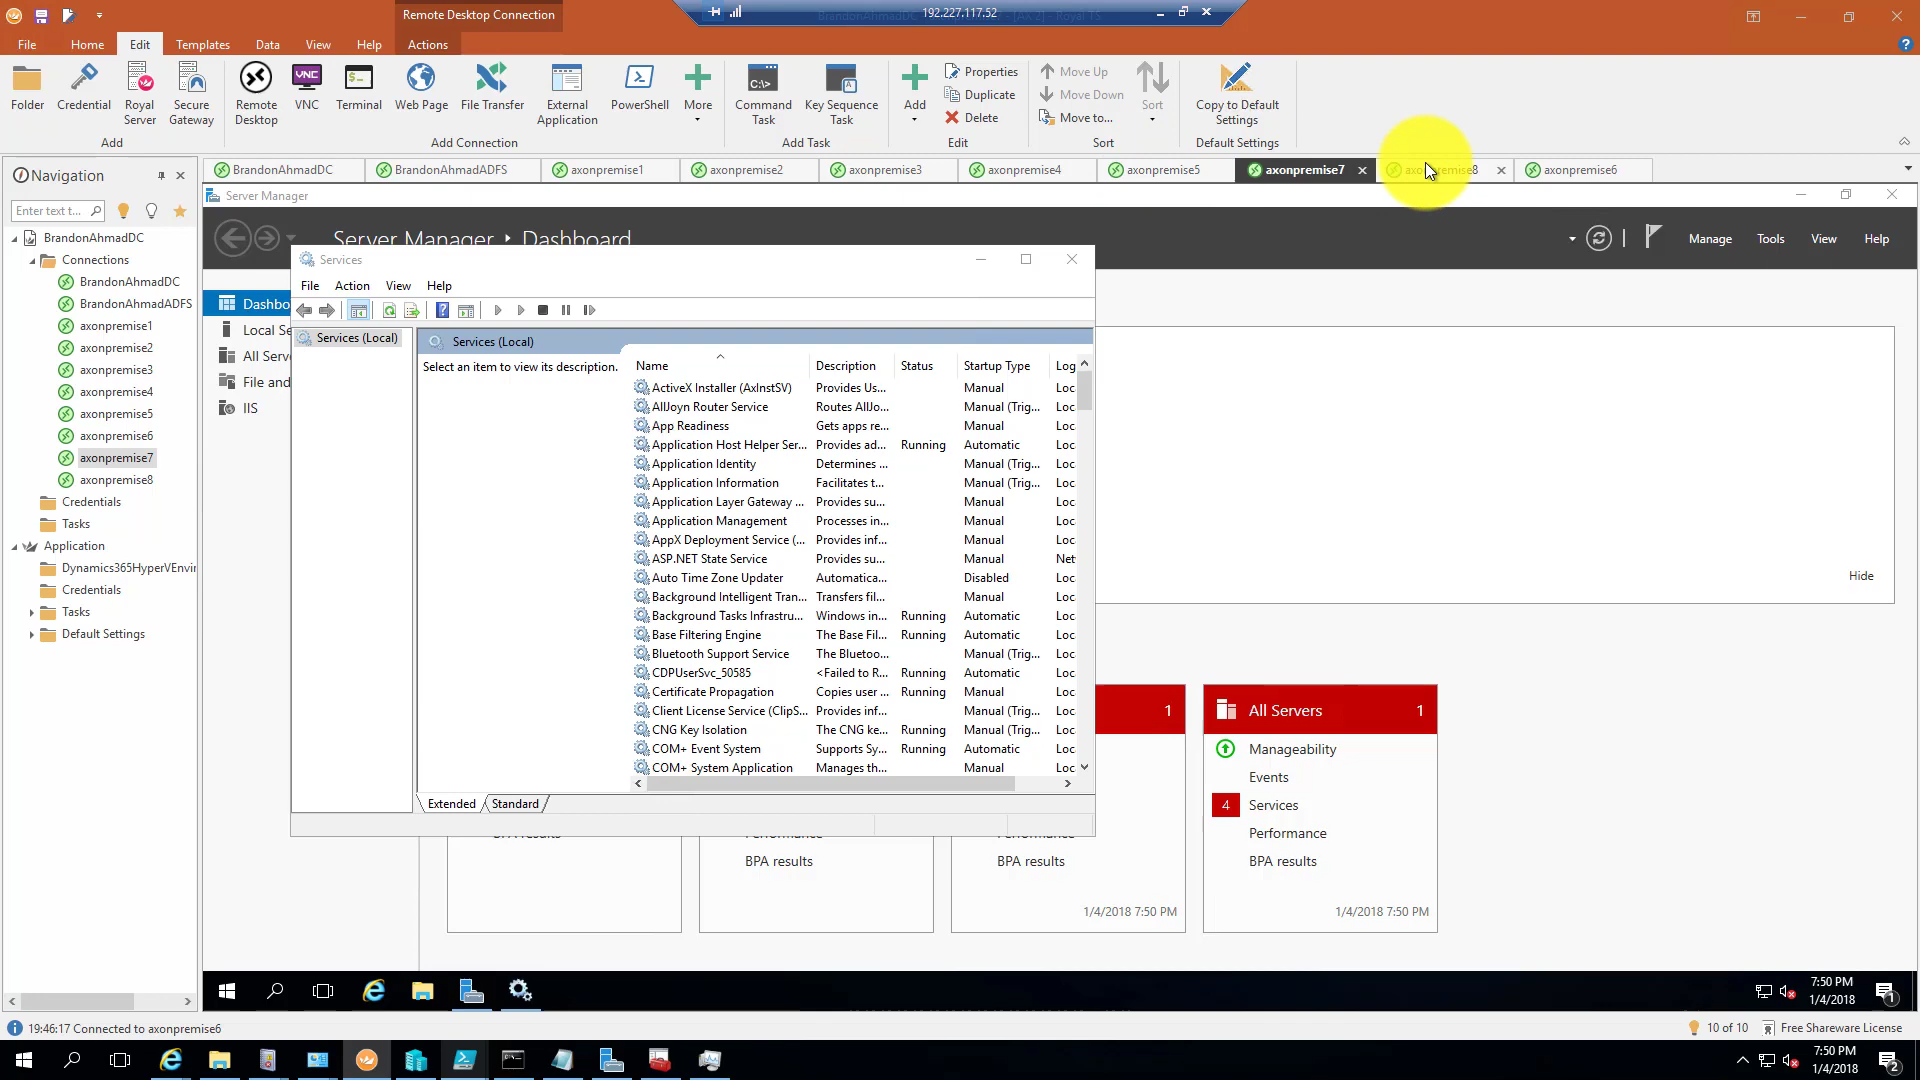 Remote Desktop Connection
192.227.117.52
File Home Edit Templates Data View Help Actions
Folder
Credential
Royal Server
Secure Gateway
Add
Remote Desktop
VNC
Terminal
Web Page
File Transfer
External Application
PowerShell
More
Add Connection
Command Task
Key Sequence Task
Add Task
Add
Properties
Duplicate
Delete
Edit
Move Up
Move Down
Move to...
Sort
Sort
Copy to Default Settings
Default Settings
Navigation
BrandonAhmadDC BrandonAhmadADFS axonpremise1 axonpremise2 axonpremise3 axonpremise4 axonpremise5 axonpremise7 axonpremise8 axonpremise6
Enter text...
BrandonAhmadDC
Connections
BrandonAhmadDC
BrandonAhmadADFS
axonpremise1
axonpremise2
axonpremise3
axonpremise4
axonpremise5
axonpremise6
axonpremise7
axonpremise8
Credentials
Tasks
Application
Dynamics365HyperVEnvir
Credentials
Tasks
Default Settings
Server Manager
Server Manager ‣ Dashboard
Manage Tools View Help
Dashbo
Local Se
All Serve
File and
IIS
Services
File Action View Help
Services (Local)
Services (Local)
Select an item to view its description.
Name Description Status Startup Type Log
ActiveX Installer (AxInstSV) Provides Us... Manual Loc
AllJoyn Router Service Routes AllJo... Manual (Trig... Loc
App Readiness Gets apps re... Manual Loc
Application Host Helper Ser... Provides ad... Running Automatic Loc
Application Identity Determines ... Manual (Trig... Loc
Application Information Facilitates t... Manual (Trig... Loc
Application Layer Gateway ... Provides su... Manual Loc
Application Management Processes in... Manual Loc
AppX Deployment Service (... Provides inf... Manual Loc
ASP.NET State Service Provides su... Manual Net
Auto Time Zone Updater Automatica... Disabled Loc
Background Intelligent Tran... Transfers fil... Manual Loc
Background Tasks Infrastru... Windows in... Running Automatic Loc
Base Filtering Engine The Base Fil... Running Automatic Loc
Bluetooth Support Service The Bluetoo... Manual (Trig... Loc
CDPUserSvc_50585 <Failed to R... Running Automatic Loc
Certificate Propagation Copies user ... Running Manual Loc
Client License Service (ClipS... Provides inf... Manual (Trig... Loc
CNG Key Isolation The CNG ke... Running Manual (Trig... Loc
COM+ Event System Supports Sy... Running Automatic Loc
COM+ System Application Manages th... Manual Loc
Extended Standard
Hide
1
All Servers 1
Manageability
Events
4 Services
Performance
BPA results
1/4/2018 7:50 PM
BPA results
Performance
BPA results
Performance
BPA results
1/4/2018 7:50 PM
7:50 PM
1/4/2018
1
19:46:17 Connected to axonpremise6
10 of 10
Free Shareware License
7:50 PM
1/4/2018
2